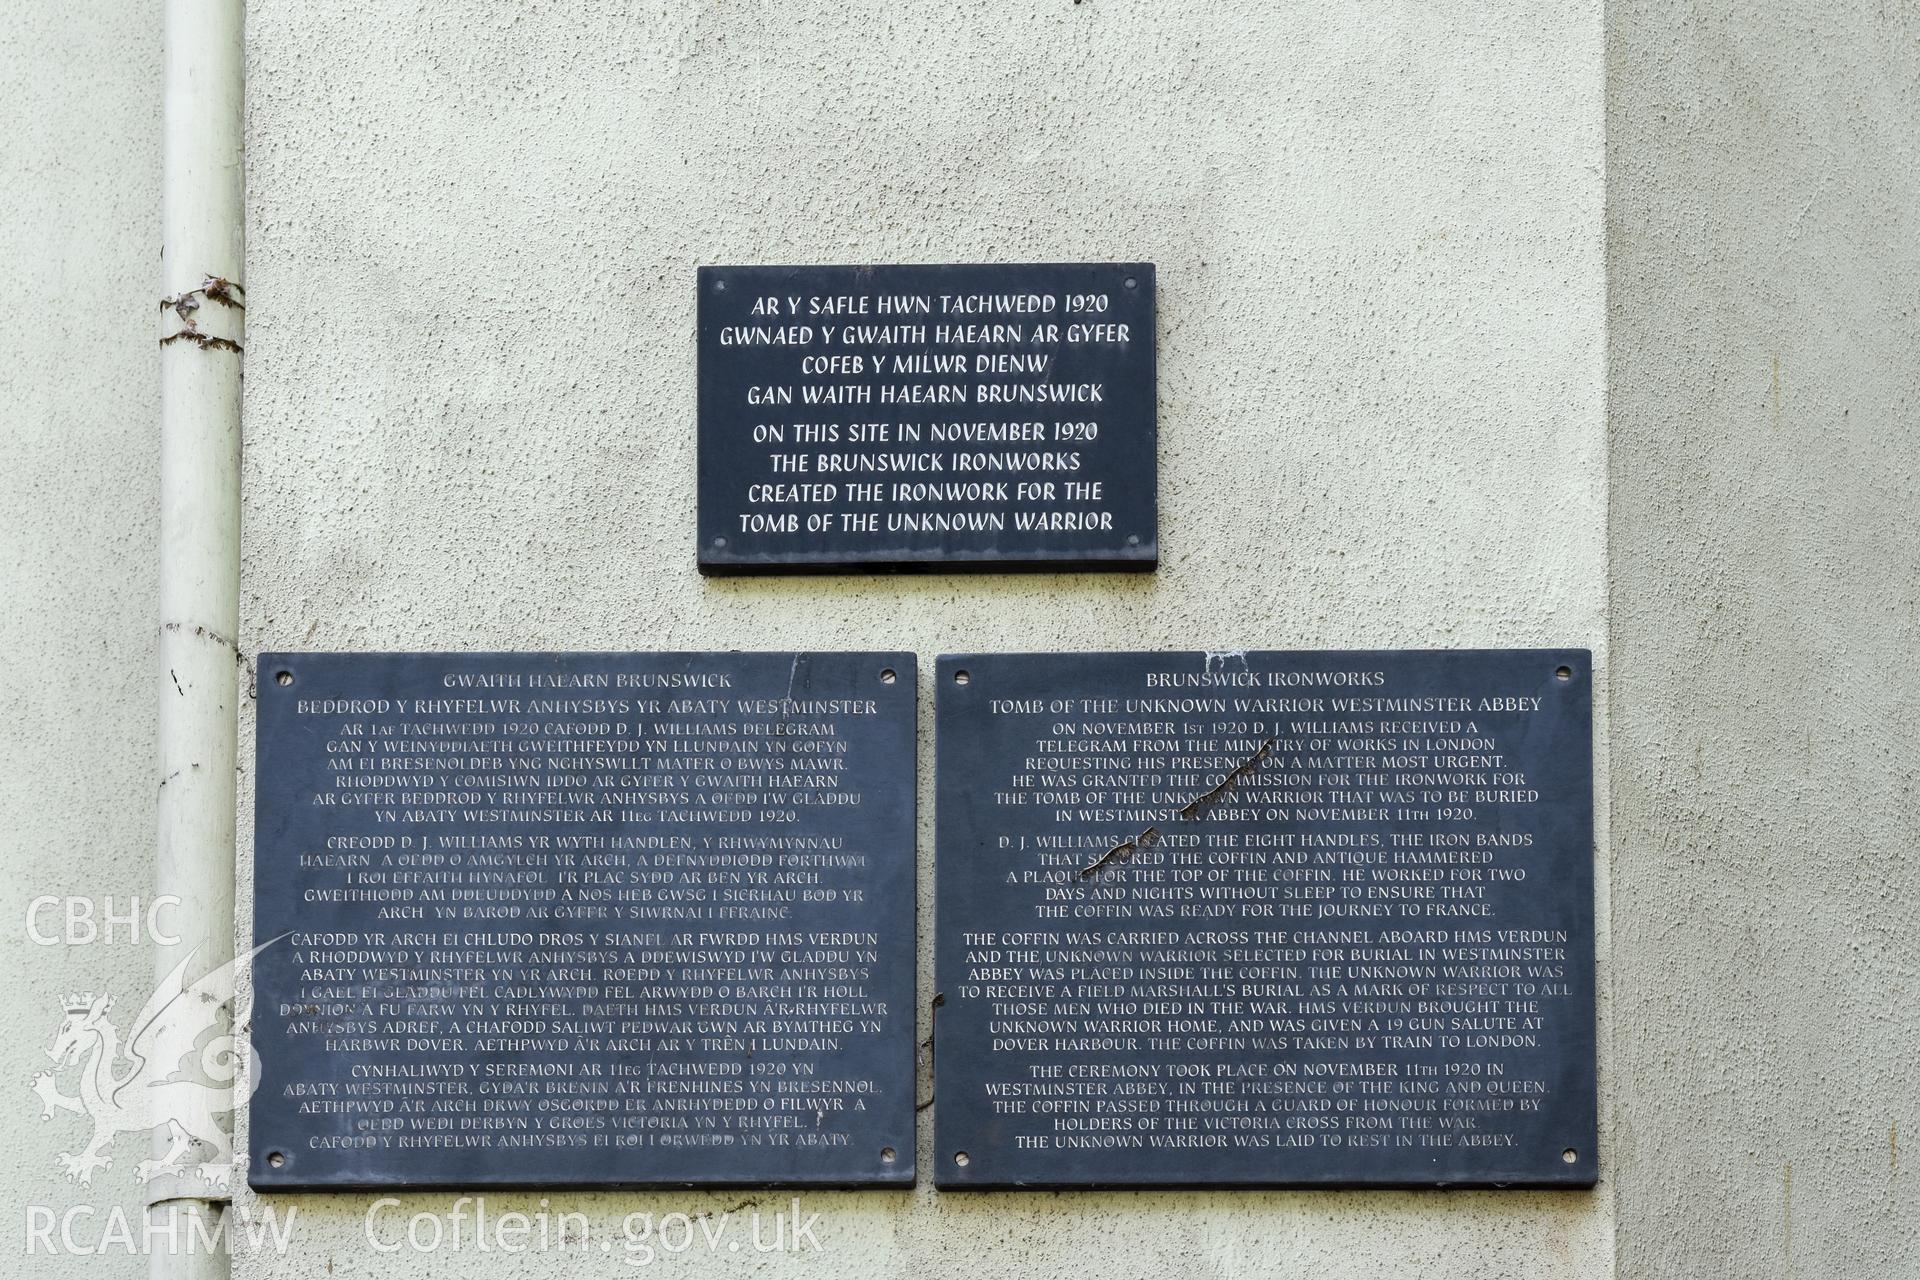 AR Y SAFLE HWN TACHWEDD 1920
GWNAED Y GWAITH HAEARN AR GYFER
COFEB Y MILWR DIENW
GAN WAITH HAEARN BRUNSWICK
ON THIS SITE IN NOVEMBER 1920
THE BRUNSWICK IRONWORKS
CREATED THE IRONWORK FOR THE
TOMB OF THE UNKNOWN WARRIOR
GWAITH HAEARN BRUNSWICK
BEDDROD Y RHYFELWR ANHYSBYS YR ABATY WESTMINSTER
AR 1AF TACHWEDD 1920 CAFODD D. J. WILLIAMS DELEGRAM
GAN Y WEINYDDIAETH GWEITHFEYDD YN LLUNDAIN YN GOFYN
AM EI BRESENOLDEB YNG NGHYSWLLT MATER O BWYS MAWR.
RHODDWYD Y COMISIWN IDDO AR GYFER Y GWAITH HAEARN
AR GYFER BEDDROD Y RHYFELWR ANHYSBYS A OEDD I'W GLADDU
YN ABATY WESTMINSTER AR 11EG TACHWEDD 1920.
CREODD D. J. WILLIAMS YR WYTH HANDLEN, Y RHWYMYNNAU
HAEARN A OEDD O AMGYLCH YR ARCH, A DEFNYDDIODD FORTHWYL
I ROI EFFAITH HYNAFOL I'R PLAC SYDD AR BEN YR ARCH.
GWEITHIODD AM DDEUDDYDD A NOS HEB GWSG I SICRHAU BOD YR
ARCH YN BAROD AR GYFER Y SIWRNAI I FFRAINC.
CAFODD YR ARCH EI CHLUDO DROS Y SIANEL AR FWRDD HMS VERDUN
A RHODDWYD Y RHYFELWR ANHYSBYS A DDEWISWYD I'W GLADDU YN
ABATY WESTMINSTER YN YR ARCH. ROEDD Y RHYFELWR ANHYSBYS
I GAEL EI GLADDU FEL CADLYWYDD FEL ARWYDD O BARCH I'R HOLL
DDYNION A FU FARW YN Y RHYFEL. DAETH HMS VERDUN Â'R RHYFELWR
ANHYSBYS ADREF, A CHAFODD SALIWT PEDWAR GWN AR BYMTHEG YN
HARBWR DOVER. AETHPWYD Â'R ARCH AR Y TRÊN I LUNDAIN.
CYNHALIWYD Y SEREMONI AR 11EG TACHWEDD 1920 YN
ABATY WESTMINSTER, GYDA'R BRENIN A'R FRENHINES YN BRESENNOL.
AETHPWYD Â'R ARCH DRWY OSGORDD ER ANRHYDEDD O FILWYR A
OEDD WEDI DERBYN Y GROES VICTORIA YN Y RHYFEL.
CAFODD Y RHYFELWR ANHYSBYS EI ROI I ORWEDD YN YR ABATY.
BRUNSWICK IRONWORKS
TOMB OF THE UNKNOWN WARRIOR WESTMINSTER ABBEY
ON NOVEMBER 1ST 1920 D. J. WILLIAMS RECEIVED A
TELEGRAM FROM THE MINISTRY OF WORKS IN LONDON
REQUESTING HIS PRESENCE ON A MATTER MOST URGENT.
HE WAS GRANTED THE COMMISSION FOR THE IRONWORK FOR
THE TOMB OF THE UNKNOWN WARRIOR THAT WAS TO BE BURIED
IN WESTMINSTER ABBEY ON NOVEMBER 11TH 1920.
D. J. WILLIAMS CREATED THE EIGHT HANDLES, THE IRON BANDS
THAT SECURED THE COFFIN AND ANTIQUE HAMMERED
A PLAQUE FOR THE TOP OF THE COFFIN. HE WORKED FOR TWO
DAYS AND NIGHTS WITHOUT SLEEP TO ENSURE THAT
THE COFFIN WAS READY FOR THE JOURNEY TO FRANCE.
THE COFFIN WAS CARRIED ACROSS THE CHANNEL ABOARD HMS VERDUN
AND THE UNKNOWN WARRIOR SELECTED FOR BURIAL IN WESTMINSTER
ABBEY WAS PLACED INSIDE THE COFFIN. THE UNKNOWN WARRIOR WAS
TO RECEIVE A FIELD MARSHALL'S BURIAL AS A MARK OF RESPECT TO ALL
THOSE MEN WHO DIED IN THE WAR. HMS VERDUN BROUGHT THE
UNKNOWN WARRIOR HOME, AND WAS GIVEN A 19 GUN SALUTE AT
DOVER HARBOUR. THE COFFIN WAS TAKEN BY TRAIN TO LONDON.
THE CEREMONY TOOK PLACE ON NOVEMBER 11TH 1920 IN
WESTMINSTER ABBEY, IN THE PRESENCE OF THE KING AND QUEEN.
THE COFFIN PASSED THROUGH A GUARD OF HONOUR FORMED BY
HOLDERS OF THE VICTORIA CROSS FROM THE WAR.
THE UNKNOWN WARRIOR WAS LAID TO REST IN THE ABBEY.
CBHC
RCAHMW Coflein.gov.uk